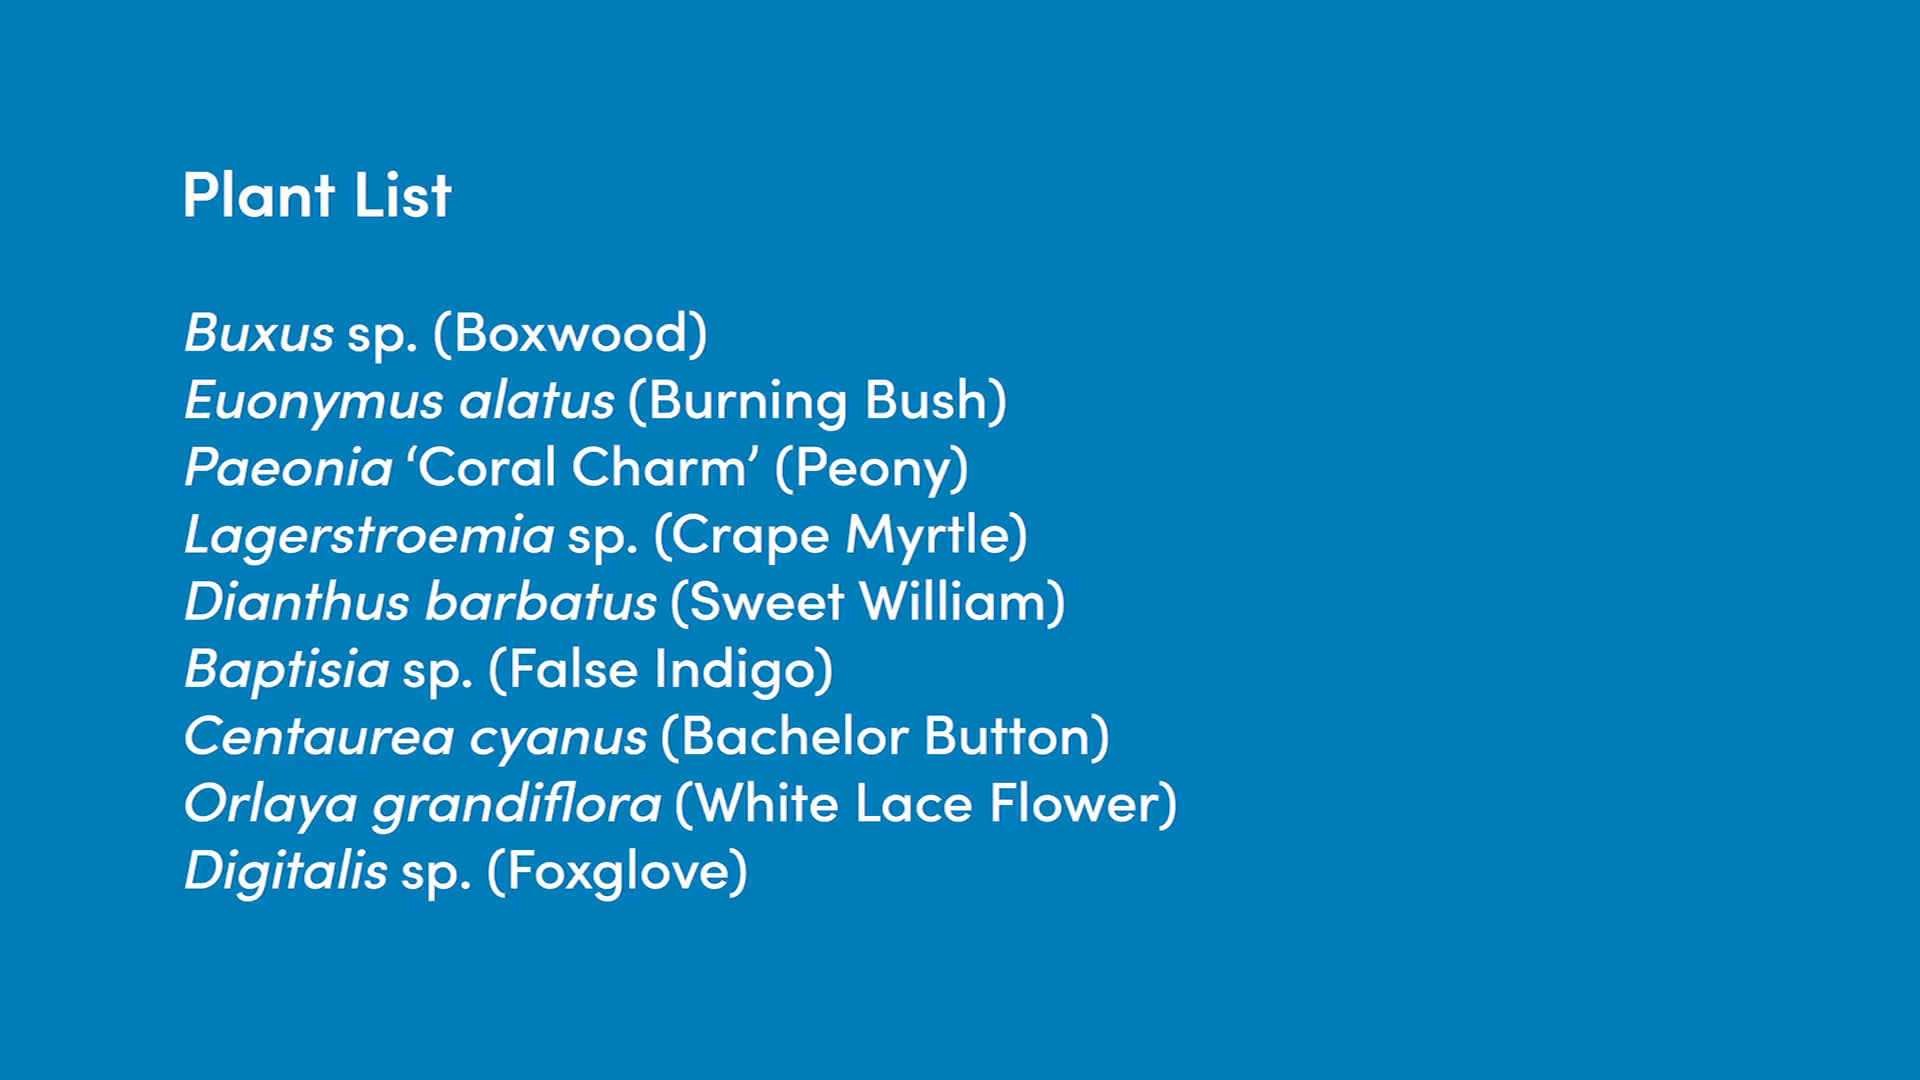 Plant List
Buxus sp. (Boxwood)
Euonymus alatus (Burning Bush)
Paeonia ‘Coral Charm’ (Peony)
Lagerstroemia sp. (Crape Myrtle)
Dianthus barbatus (Sweet William)
Baptisia sp. (False Indigo)
Centaurea cyanus (Bachelor Button)
Orlaya grandiflora (White Lace Flower)
Digitalis sp. (Foxglove)